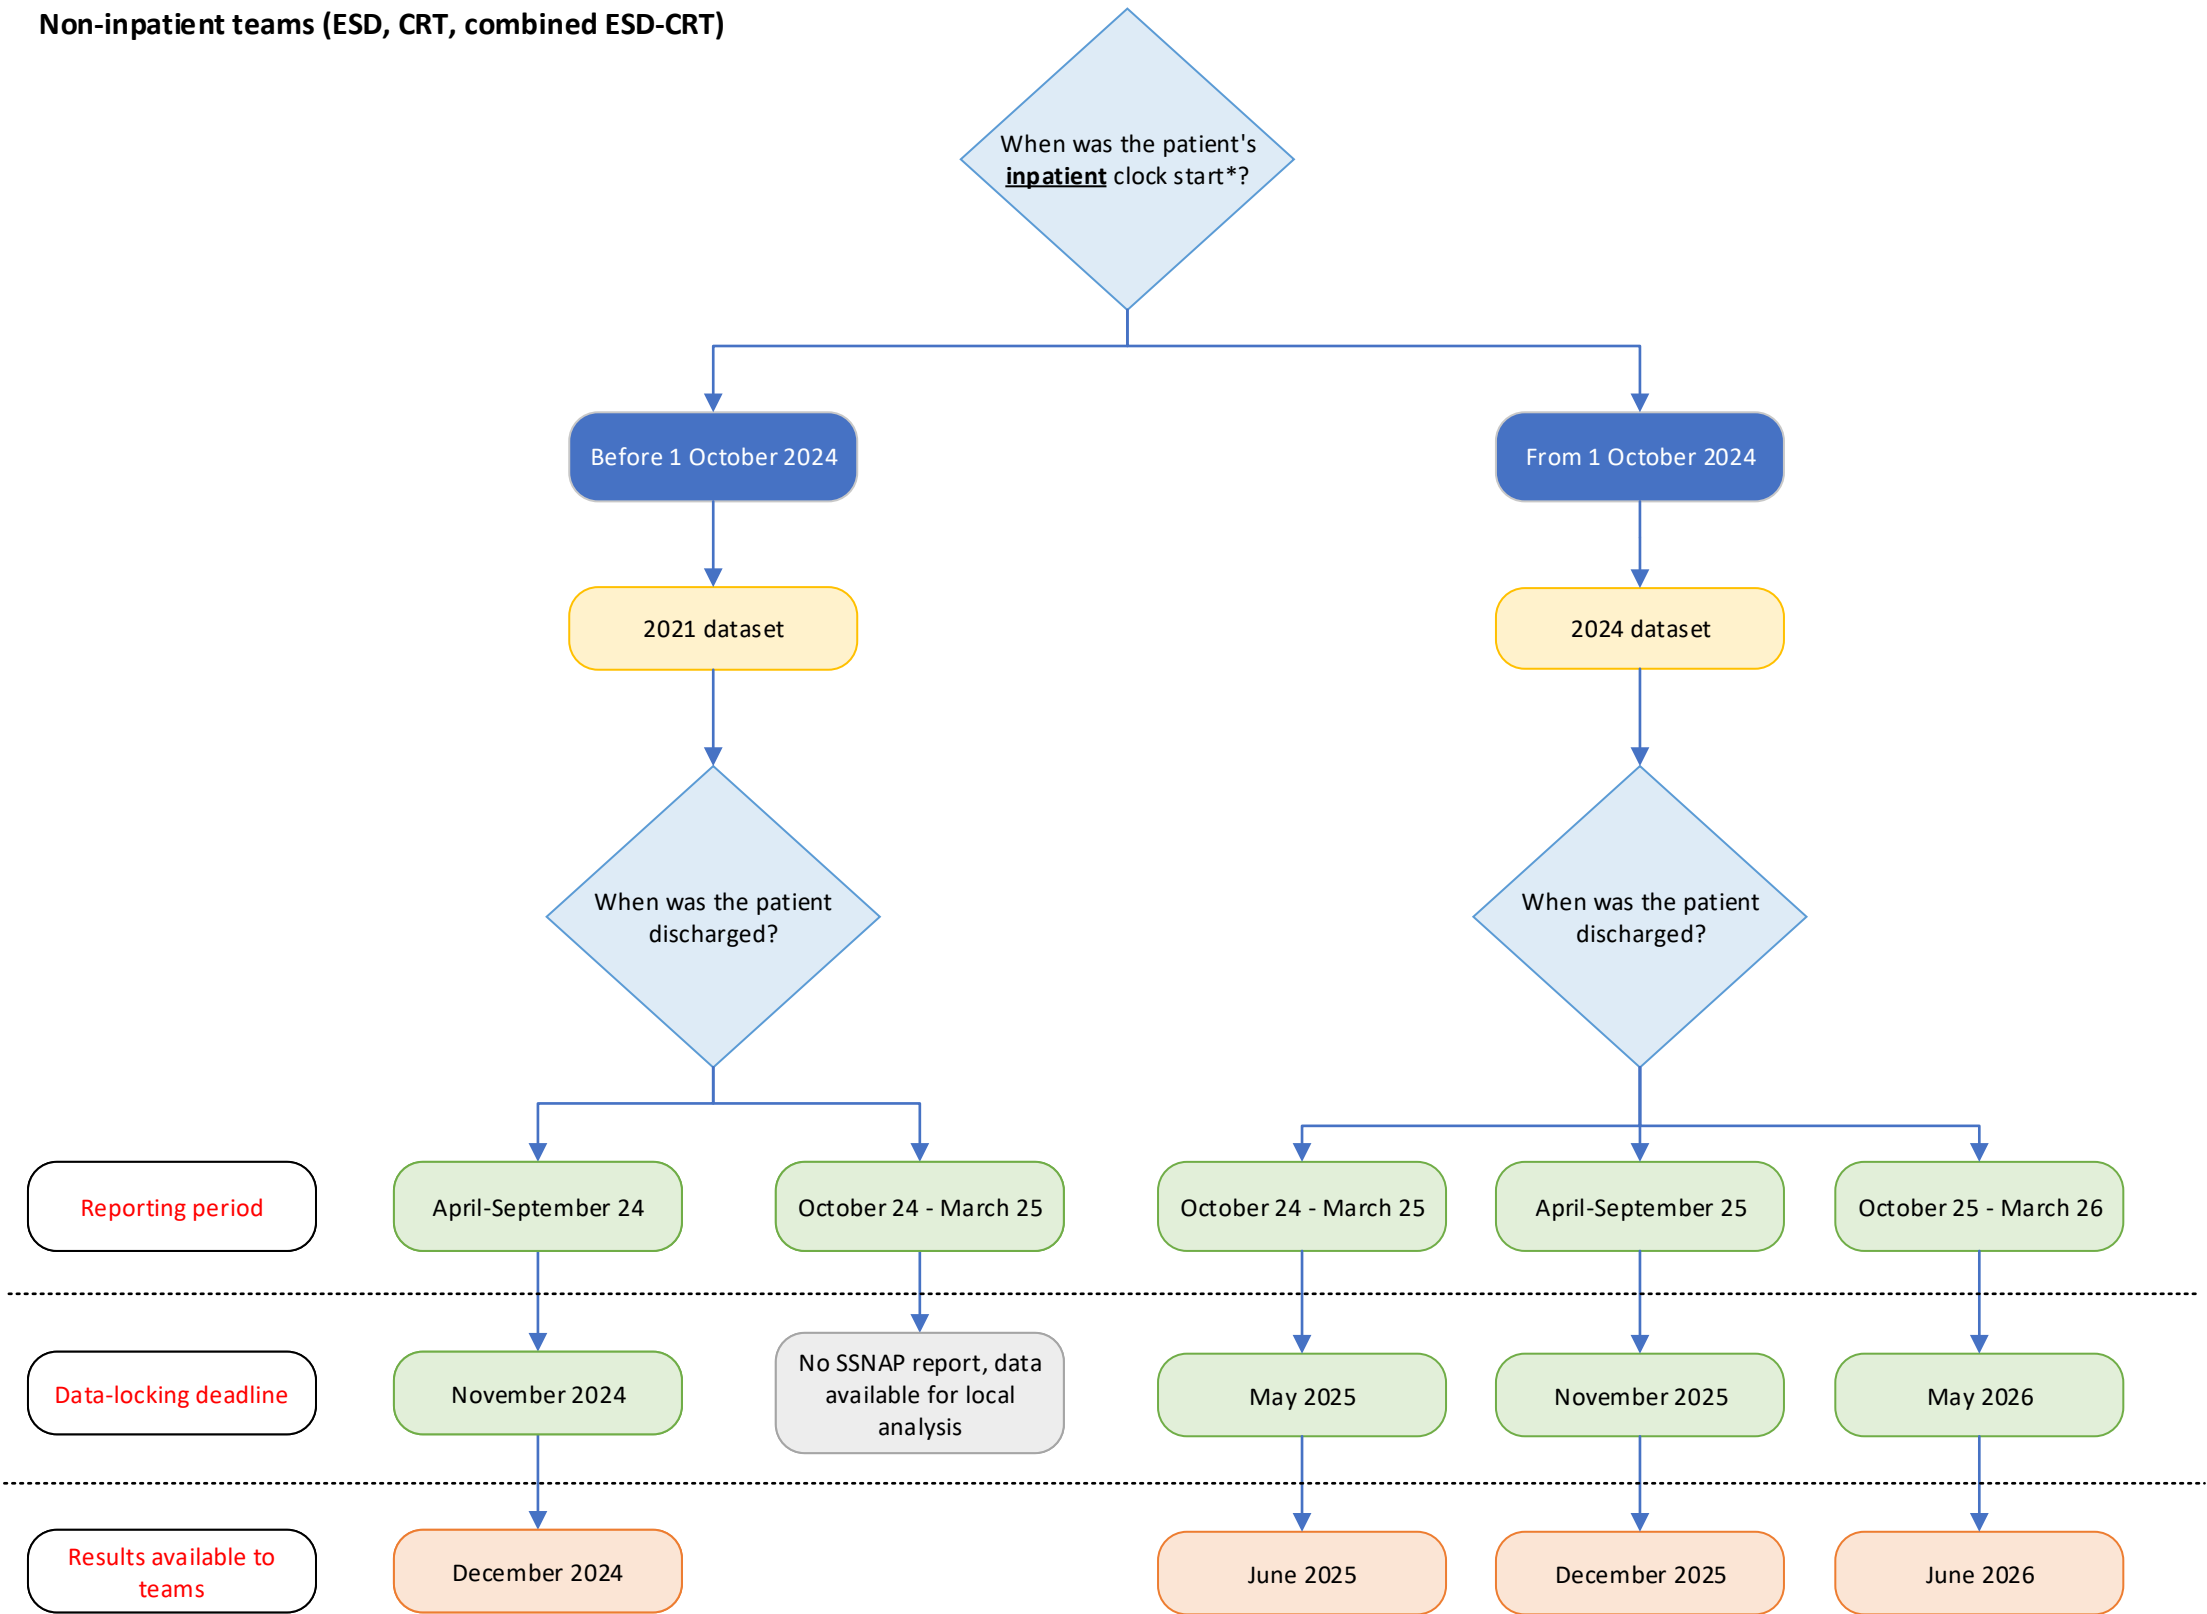 Non-inpatient teams (ESD, CRT, combined ESD-CRT)
When was the patient's
inpatient clock start*?
Before 1 October 2024
From 1 October 2024
2021 dataset
2024 dataset
When was the patient
discharged?
When was the patient
discharged?
Reporting period
April-September 24
October 24 - March 25
October 24 - March 25
April-September 25
October 25 - March 26
Data-locking deadline
November 2024
No SSNAP report, data
available for local
analysis
May 2025
November 2025
May 2026
Results available to
teams
December 2024
June 2025
December 2025
June 2026